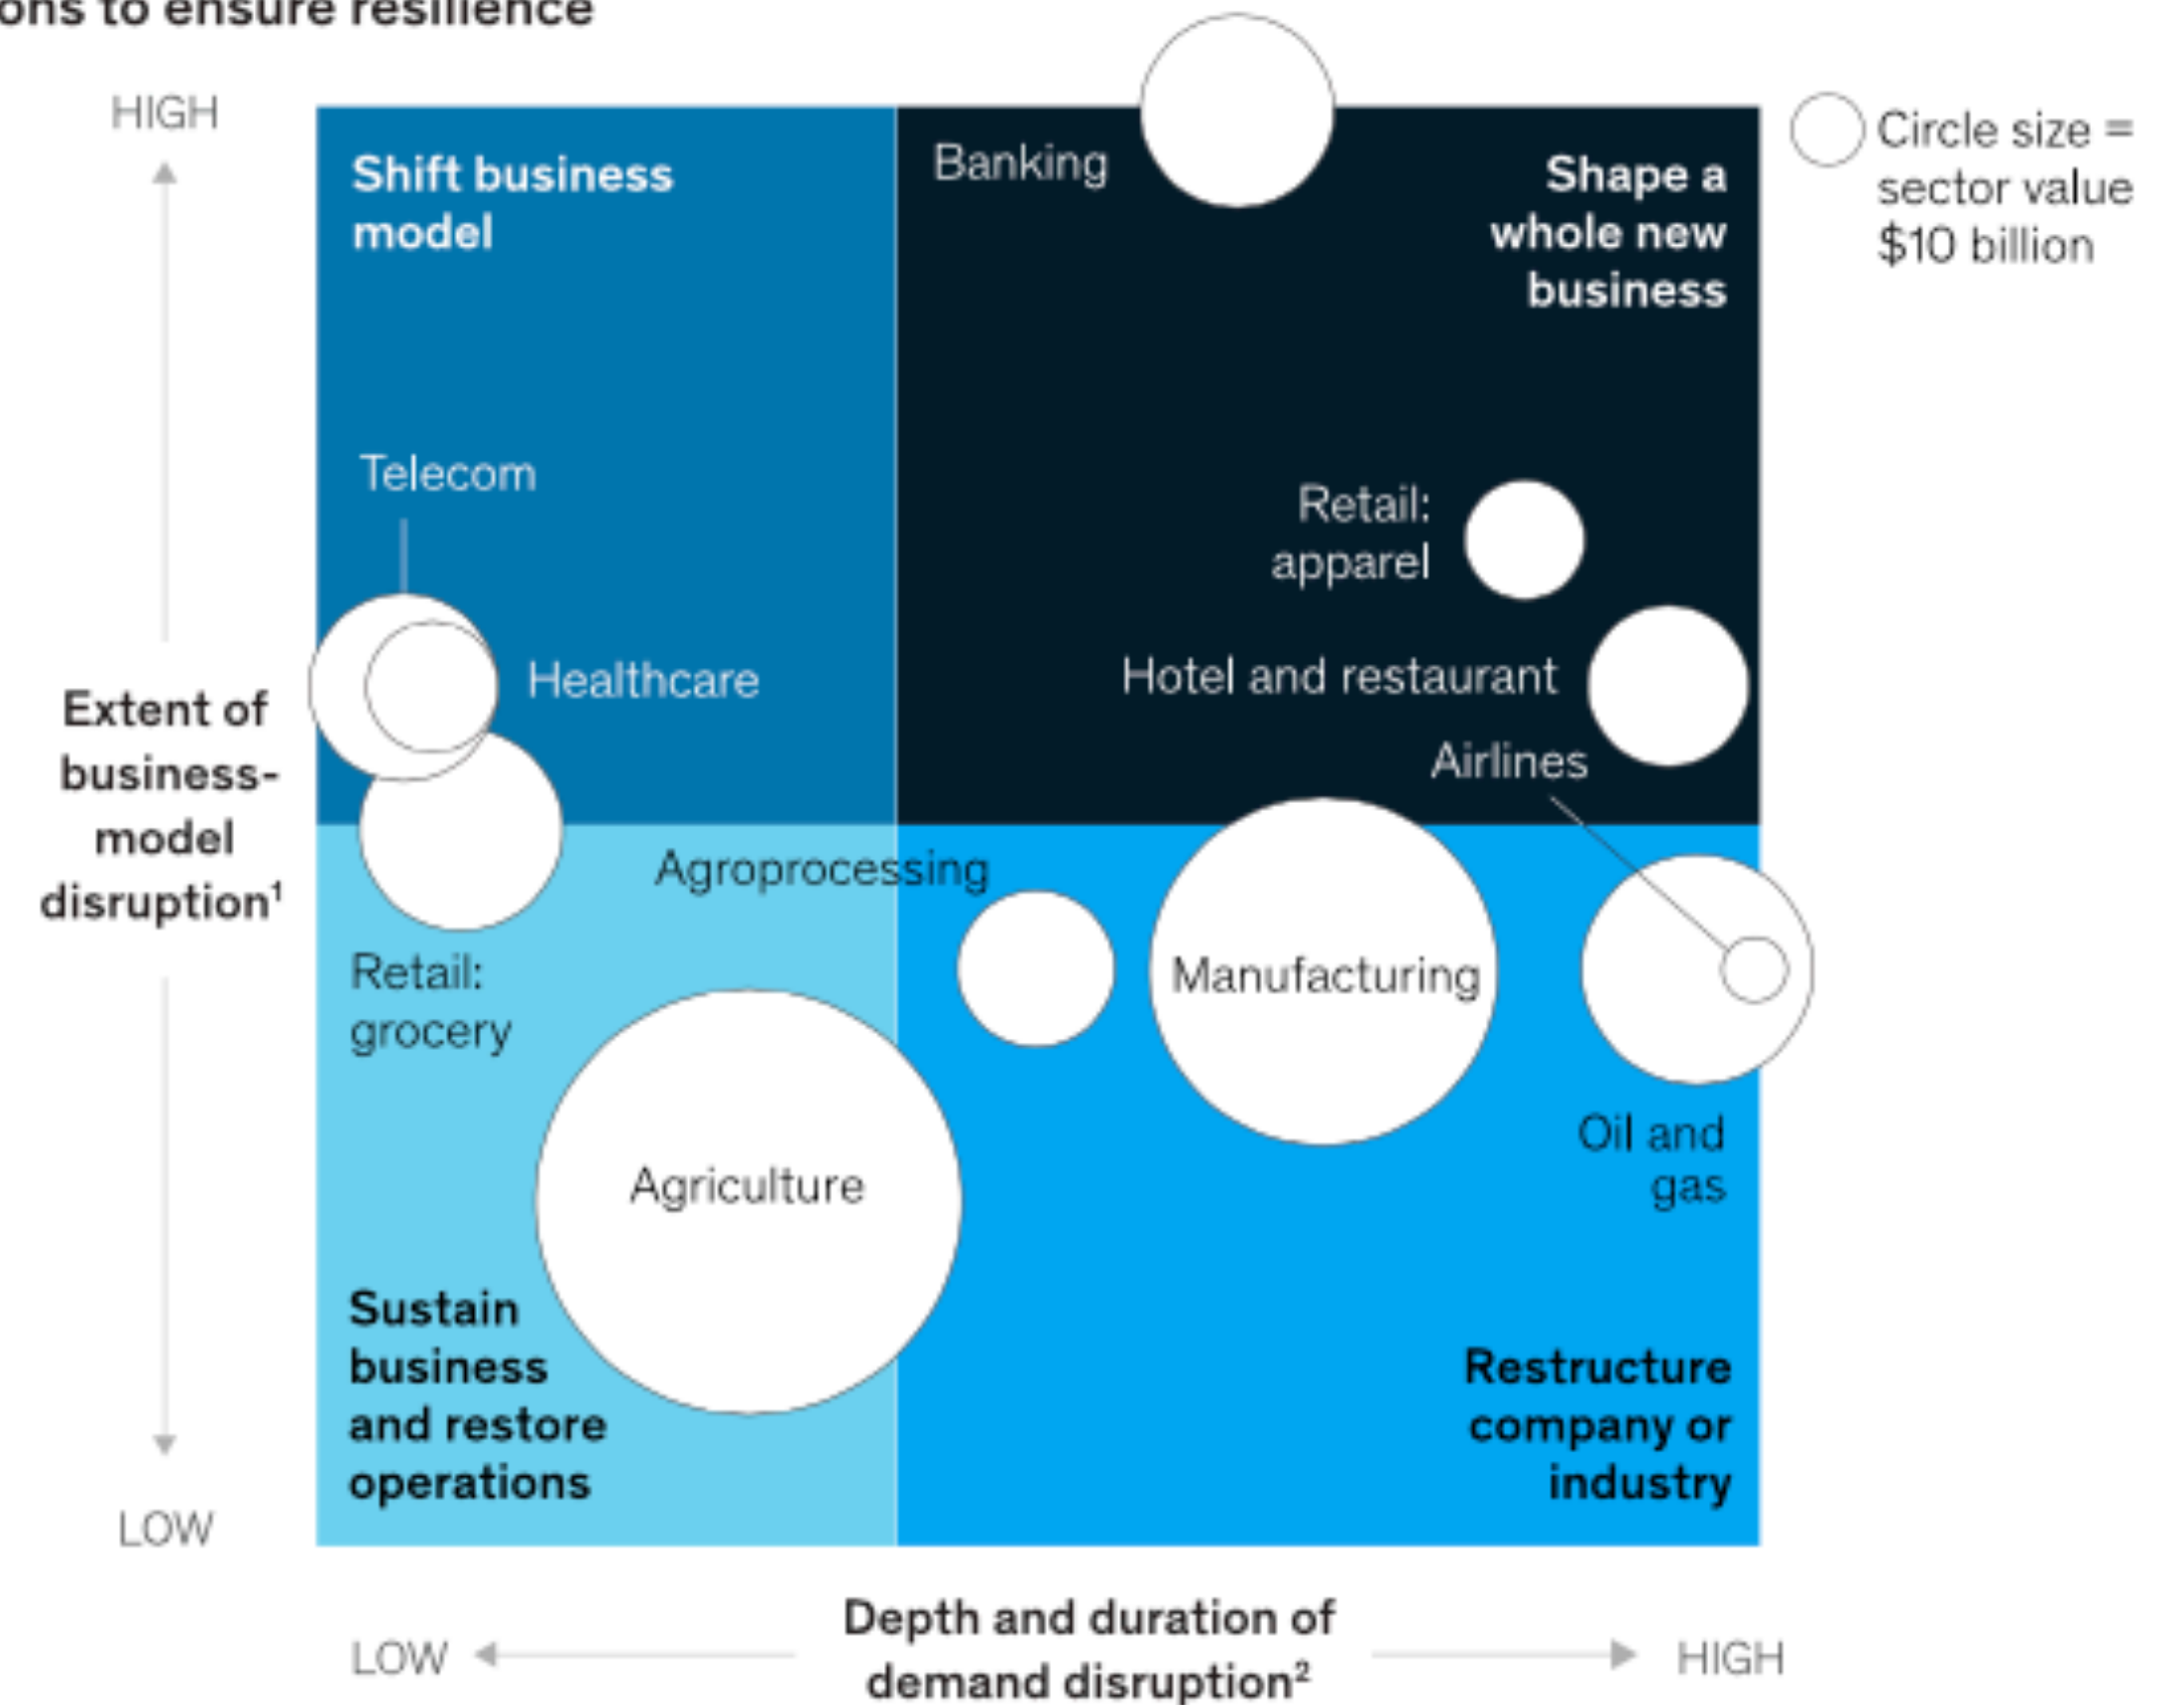 ons to ensure resilience
HIGH
Shift business
model
Banking
Shape a
whole new
business
Circle size =
sector value
$10 billion
Telecom
Retail:
apparel
Healthcare
Hotel and restaurant
Airlines
Extent of
business-
model
disruption¹
Agroprocessing
Retail:
grocery
Manufacturing
Oil and
gas
Agriculture
Sustain
business
and restore
operations
Restructure
company or
industry
LOW
Depth and duration of
demand disruption²
LOW
HIGH